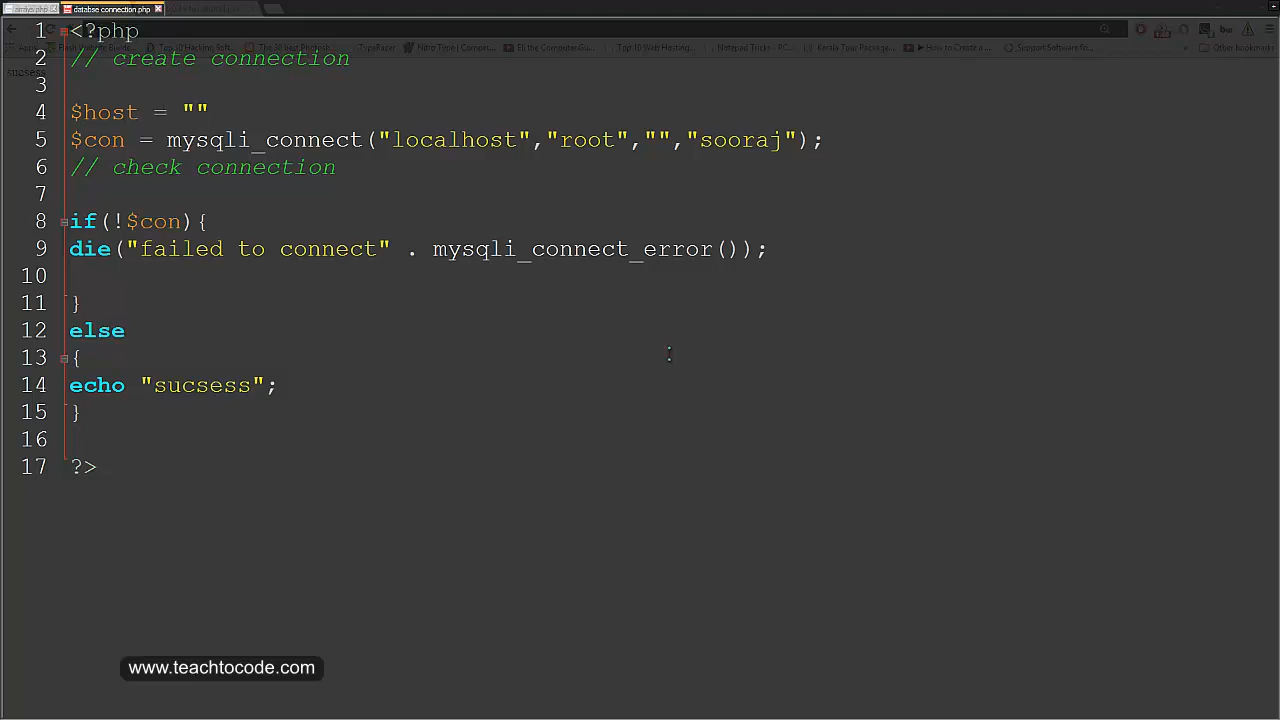 databse connection.php
1 <?php
2 // create connection
3
4 $host = ""
5 $con = mysqli_connect("localhost","root","","sooraj");
6 // check connection
7
8 if(!$con){
9 die("failed to connect" . mysqli_connect_error());
10
11 }
12 else
13 {
14 echo "sucsess";
15 }
16
17 ?>
www.teachtocode.com